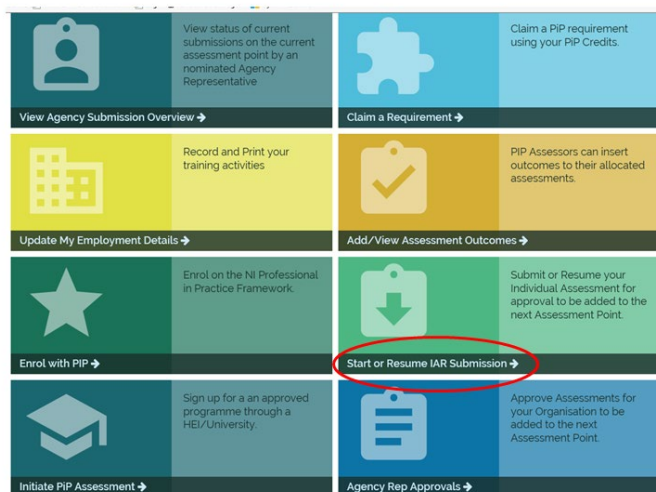 View status of current
submissions on the current
assessment point by an
nominated Agency
Representative
View Agency Submission Overview
Claim a PiP requirement
using your PiP Credits.
Claim a Requirement
Record and Print your
training activities
Update My Employment Details
PIP Assessors can insert
outcomes to their allocated
assessments.
Add/View Assessment Outcomes
Enrol on the NI Professional
in Practice Framework.
Enrol with PIP
Submit or Resume your
Individual Assessment for
approval to be added to the
next Assessment Point.
Start or Resume IAR Submission
Sign up for a an approved
programme through a
HEI/University.
Initiate PiP Assessment
Approve Assessments for
your Organisation to be
added to the next
Assessment Point.
Agency Rep Approvals